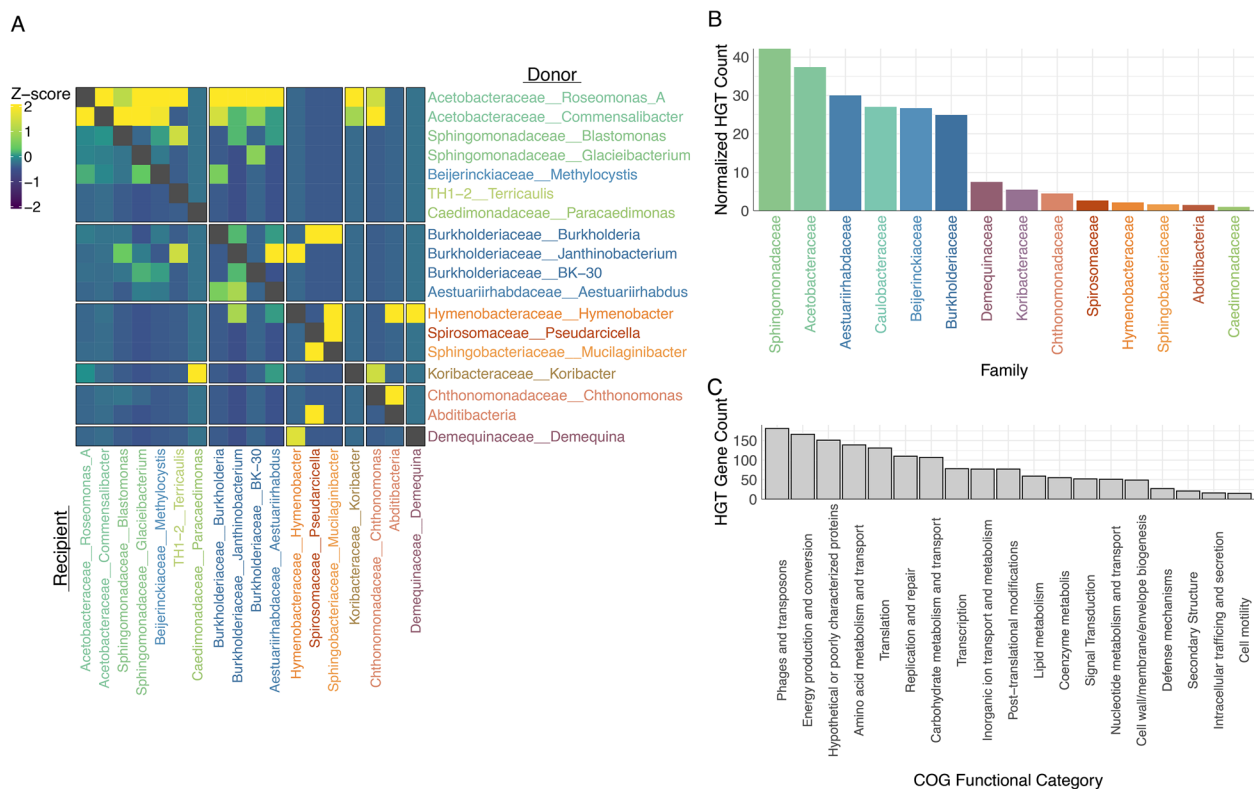 A
Donor
Z−score
2
1
0
−1
−2
Acetobacteraceae__Roseomonas_A
Acetobacteraceae__Commensalibacter
Sphingomonadaceae__Blastomonas
Sphingomonadaceae__Glacieibacterium
Beijerinckiaceae__Methylocystis
TH1−2__Terricaulis
Caedimonadaceae__Paracaedimonas
Burkholderiaceae__Burkholderia
Burkholderiaceae__Janthinobacterium
Burkholderiaceae__BK−30
Aestuariirhabdaceae__Aestuariirhabdus
Hymenobacteraceae__Hymenobacter
Spirosomaceae__Pseudarcicella
Sphingobacteriaceae__Mucilaginibacter
Koribacteraceae__Koribacter
Chthonomonadaceae__Chthonomonas
Abditibacteria
Demequinaceae__Demequina
Recipient
Acetobacteraceae__Roseomonas_A
Acetobacteraceae__Commensalibacter
Sphingomonadaceae__Blastomonas
Sphingomonadaceae__Glacieibacterium
Beijerinckiaceae__Methylocystis
TH1−2__Terricaulis
Caedimonadaceae__Paracaedimonas
Burkholderiaceae__Burkholderia
Burkholderiaceae__Janthinobacterium
Burkholderiaceae__BK−30
Aestuariirhabdaceae__Aestuariirhabdus
Hymenobacteraceae__Hymenobacter
Spirosomaceae__Pseudarcicella
Sphingobacteriaceae__Mucilaginibacter
Koribacteraceae__Koribacter
Chthonomonadaceae__Chthonomonas
Abditibacteria
Demequinaceae__Demequina
B
Normalized HGT Count
40
30
20
10
0
Sphingomonadaceae
Acetobacteraceae
Aestuariirhabdaceae
Caulobacteraceae
Beijerinckiaceae
Burkholderiaceae
Demequinaceae
Koribacteraceae
Chthonomonadaceae
Spirosomaceae
Hymenobacteraceae
Sphingobacteriaceae
Abditibacteria
Caedimonadaceae
Family
C
HGT Gene Count
150
100
50
0
Phages and transposons
Energy production and conversion
Hypothetical or poorly characterized proteins
Amino acid metabolism and transport
Translation
Replication and repair
Carbohydrate metabolism and transport
Transcription
Inorganic ion transport and metabolism
Post−translational modifications
Lipid metabolism
Coenzyme metabolis
Signal Transduction
Nucleotide metabolism and transport
Cell wall/membrane/envelope biogenesis
Defense mechanisms
Secondary Structure
Intracellular trafficing and secretion
Cell motility
COG Functional Category